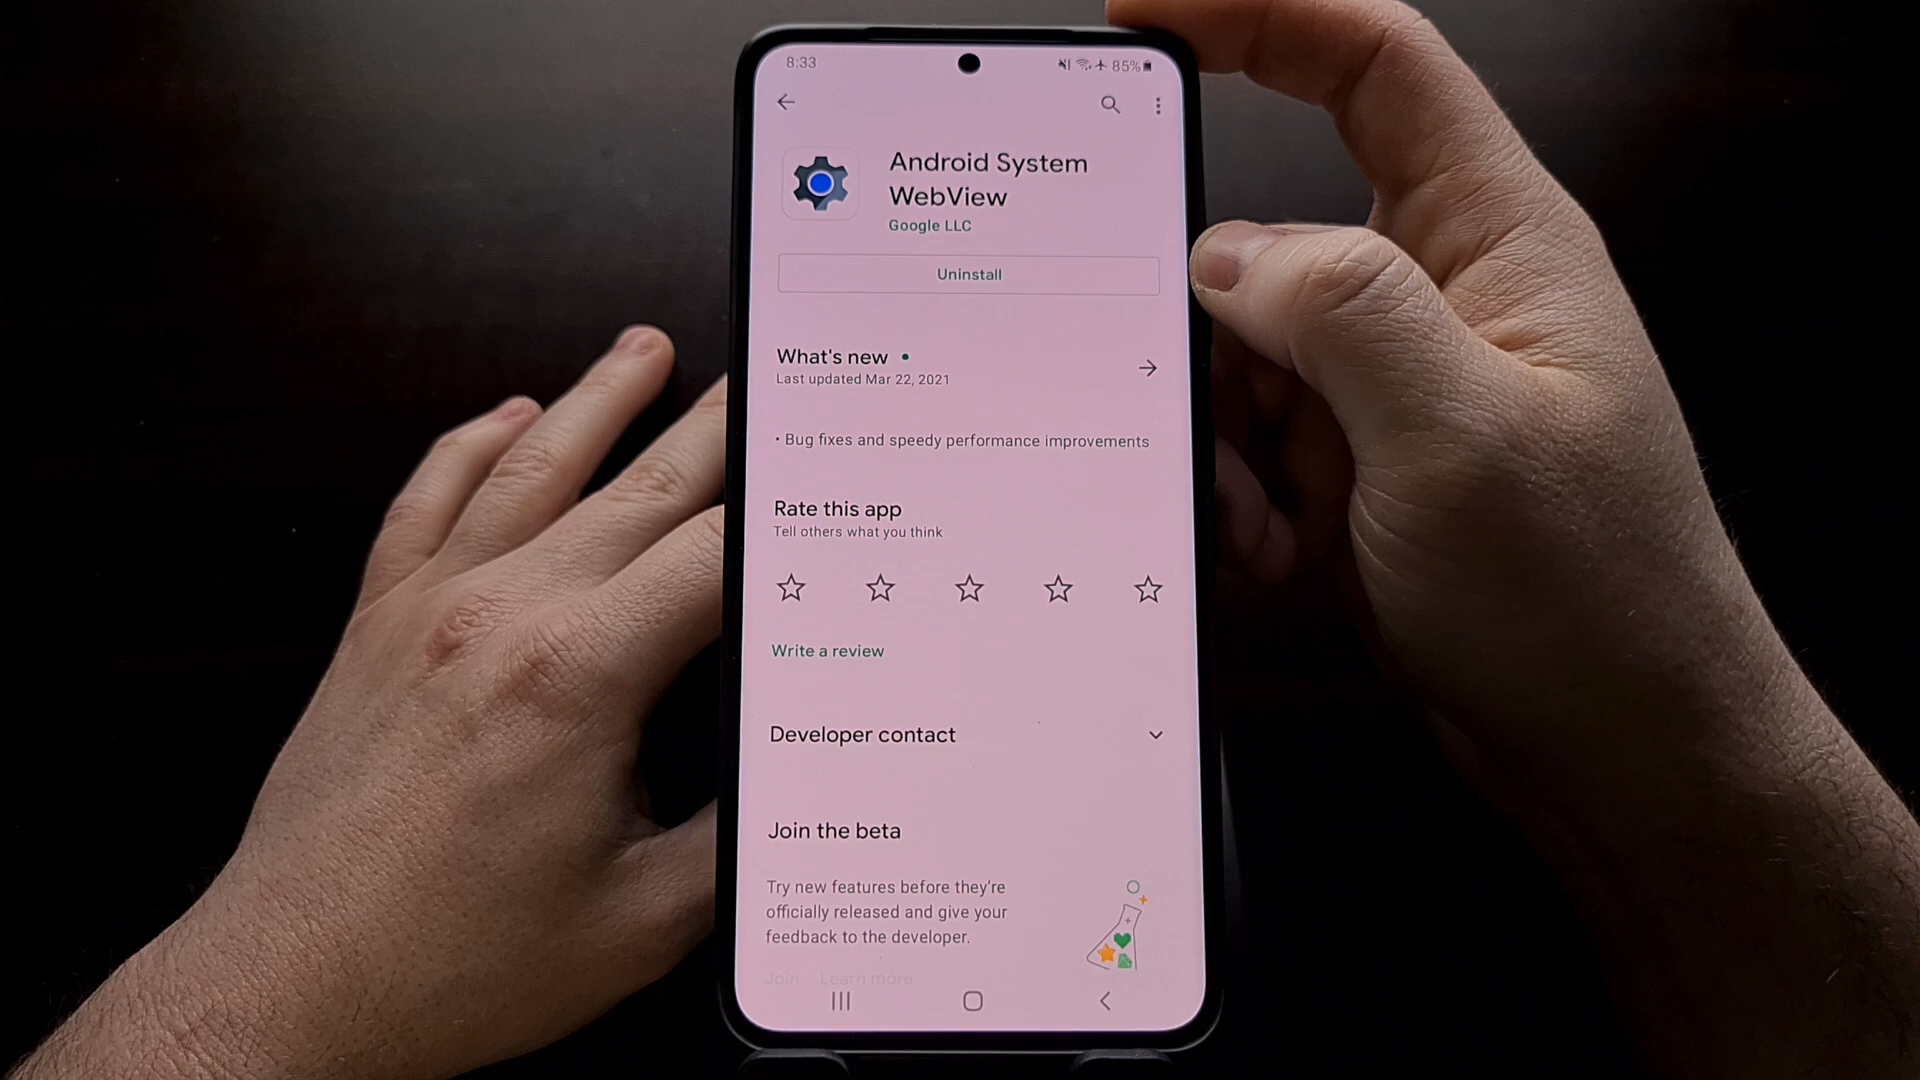 8:33
85%
Android System
WebView
Google LLC
Uninstall
What's new
Last updated Mar 22, 2021
• Bug fixes and speedy performance improvements
Rate this app
Tell others what you think
Write a review
Developer contact
Join the beta
Try new features before they're
officially released and give your
feedback to the developer.
Join Learn more